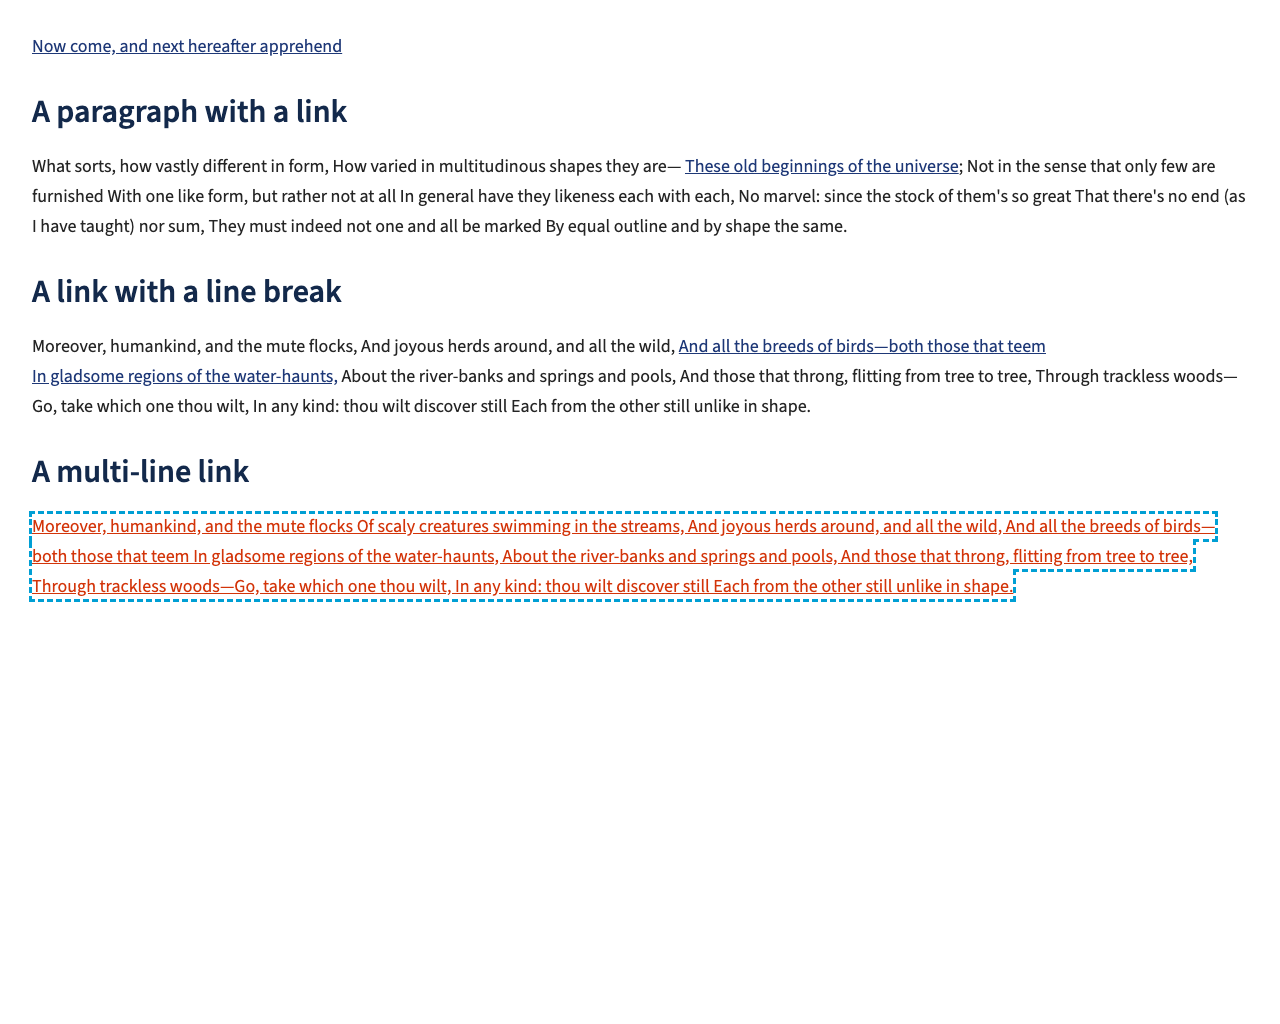 Now come, and next hereafter apprehend
A paragraph with a link
What sorts, how vastly different in form, How varied in multitudinous shapes they are— These old beginnings of the universe; Not in the sense that only few are
furnished With one like form, but rather not at all In general have they likeness each with each, No marvel: since the stock of them's so great That there's no end (as
I have taught) nor sum, They must indeed not one and all be marked By equal outline and by shape the same.
A link with a line break
Moreover, humankind, and the mute flocks, And joyous herds around, and all the wild, And all the breeds of birds—both those that teem
In gladsome regions of the water-haunts, About the river-banks and springs and pools, And those that throng, flitting from tree to tree, Through trackless woods—
Go, take which one thou wilt, In any kind: thou wilt discover still Each from the other still unlike in shape.
A multi-line link
Moreover, humankind, and the mute flocks Of scaly creatures swimming in the streams, And joyous herds around, and all the wild, And all the breeds of birds—
both those that teem In gladsome regions of the water-haunts, About the river-banks and springs and pools, And those that throng, flitting from tree to tree,
Through trackless woods—Go, take which one thou wilt, In any kind: thou wilt discover still Each from the other still unlike in shape.